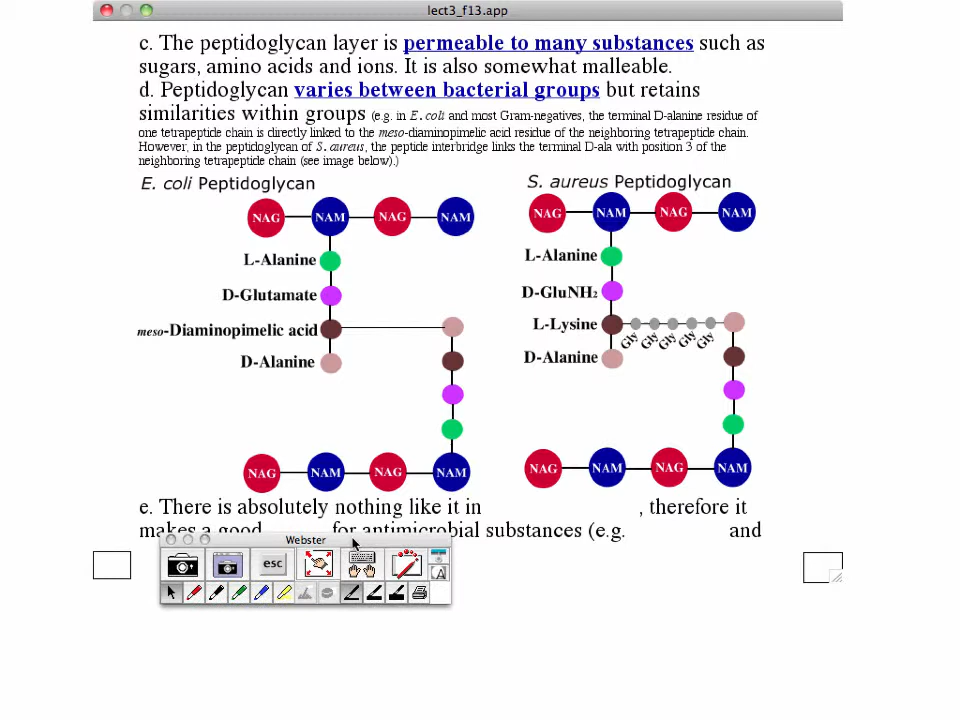 lect3_f13.app
c. The peptidoglycan layer is permeable to many substances such as
sugars, amino acids and ions. It is also somewhat malleable.
d. Peptidoglycan varies between bacterial groups but retains
similarities within groups (e.g. in E. coli and most Gram-negatives, the terminal D-alanine residue of
one tetrapeptide chain is directly linked to the meso-diaminopimelic acid residue of the neighboring tetrapeptide chain.
However, in the peptidoglycan of S. aureus, the peptide interbridge links the terminal D-ala with position 3 of the
neighboring tetrapeptide chain (see image below).)
E. coli Peptidoglycan
NAG NAM NAG NAM
L-Alanine
D-Glutamate
meso-Diaminopimelic acid
D-Alanine
NAG NAM NAG NAM
S. aureus Peptidoglycan
NAG NAM NAG NAM
L-Alanine
D-GluNH2
L-Lysine
Gly Gly Gly Gly Gly
D-Alanine
NAG NAM NAG NAM
e. There is absolutely nothing like it in , therefore it
makes a good for antimicrobial substances (e.g. and
Webster
esc
A